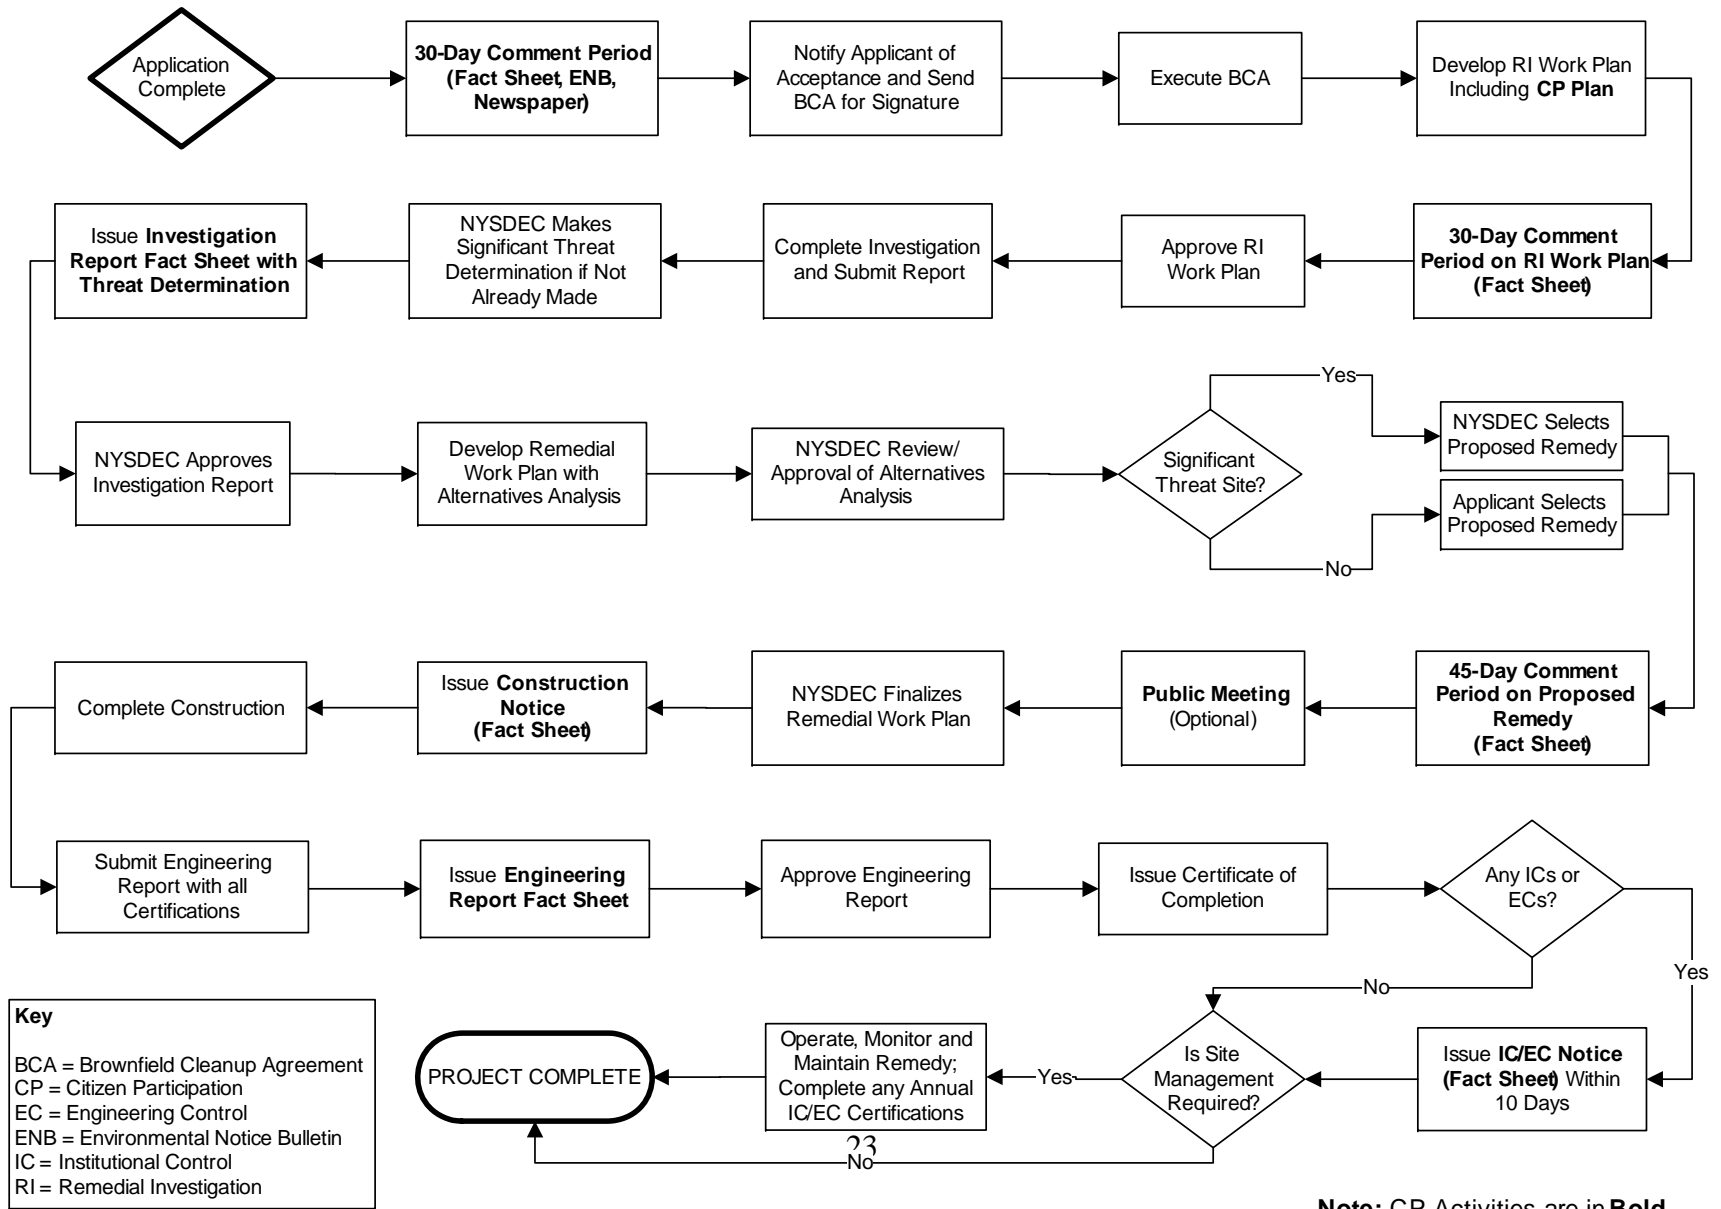 Application
Complete
30-Day Comment Period
(Fact Sheet, ENB,
Newspaper)
Notify Applicant of
Acceptance and Send
BCA for Signature
Execute BCA
Develop RI Work Plan
Including CP Plan
30-Day Comment
Period on RI Work Plan
(Fact Sheet)
Approve RI
Work Plan
Complete Investigation
and Submit Report
NYSDEC Makes
Significant Threat
Determination if Not
Already Made
Issue Investigation
Report Fact Sheet with
Threat Determination
NYSDEC Approves
Investigation Report
Develop Remedial
Work Plan with
Alternatives Analysis
NYSDEC Review/
Approval of Alternatives
Analysis
Significant
Threat Site?
Yes
NYSDEC Selects
Proposed Remedy
Applicant Selects
Proposed Remedy
No
45-Day Comment
Period on Proposed
Remedy
(Fact Sheet)
Public Meeting
(Optional)
NYSDEC Finalizes
Remedial Work Plan
Issue Construction
Notice
(Fact Sheet)
Complete Construction
Submit Engineering
Report with all
Certifications
Issue Engineering
Report Fact Sheet
Approve Engineering
Report
Issue Certificate of
Completion
Any ICs or
ECs?
Yes
No
Issue IC/EC Notice
(Fact Sheet) Within
10 Days
Is Site
Management
Required?
Yes
Operate, Monitor and
Maintain Remedy;
Complete any Annual
IC/EC Certifications
PROJECT COMPLETE
23
No
Key
BCA = Brownfield Cleanup Agreement
CP = Citizen Participation
EC = Engineering Control
ENB = Environmental Notice Bulletin
IC = Institutional Control
RI = Remedial Investigation
Note: CP Activities are in Bold